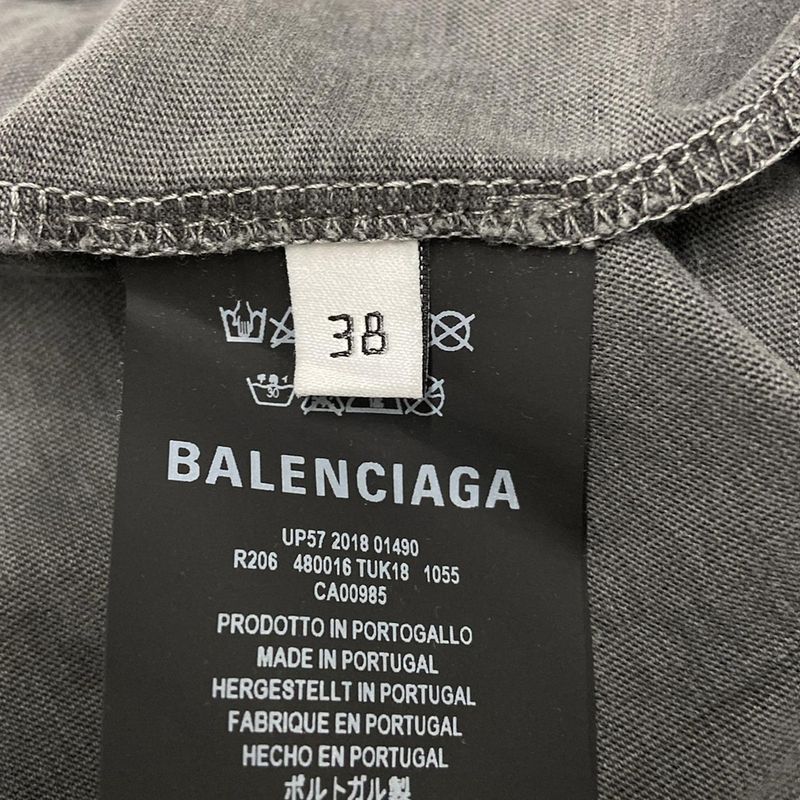 38
30
BALENCIAGA
UP57 2018 01490
R206 480016 TUK18 1055
CA00985
PRODOTTO IN PORTOGALLO
MADE IN PORTUGAL
HERGESTELLT IN PORTUGAL
FABRIQUE EN PORTUGAL
HECHO EN PORTUGAL
ポルトガル製